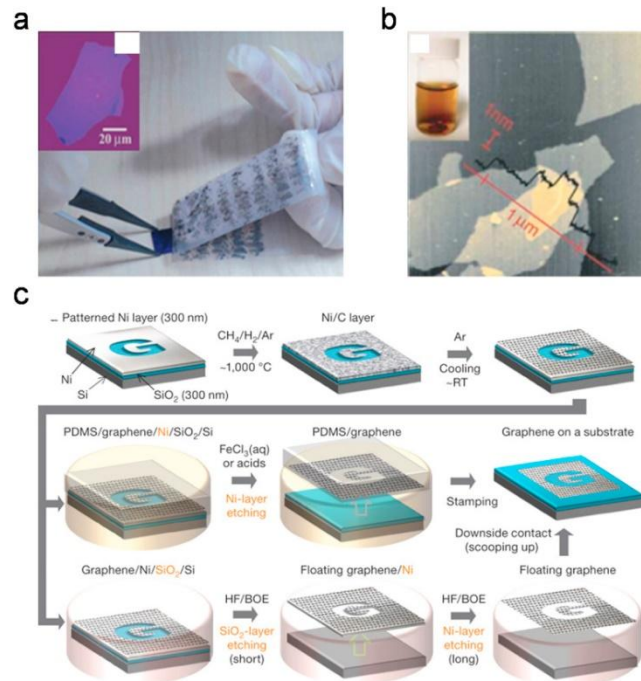 a
20 μm
b
1nm
1μm
c
Patterned Ni layer (300 nm)
Ni
Si
SiO₂ (300 nm)
CH₄/H₂/Ar
~1,000 °C
Ni/C layer
Ar
Cooling
~RT
PDMS/graphene/Ni/SiO₂/Si
FeCl₃(aq)
or acids
Ni-layer
etching
PDMS/graphene
Stamping
Graphene on a substrate
Downside contact
(scooping up)
Graphene/Ni/SiO₂/Si
HF/BOE
SiO₂-layer
etching
(short)
Floating graphene/Ni
HF/BOE
Ni-layer
etching
(long)
Floating graphene
G
G
G
G
G
G
G
G
G